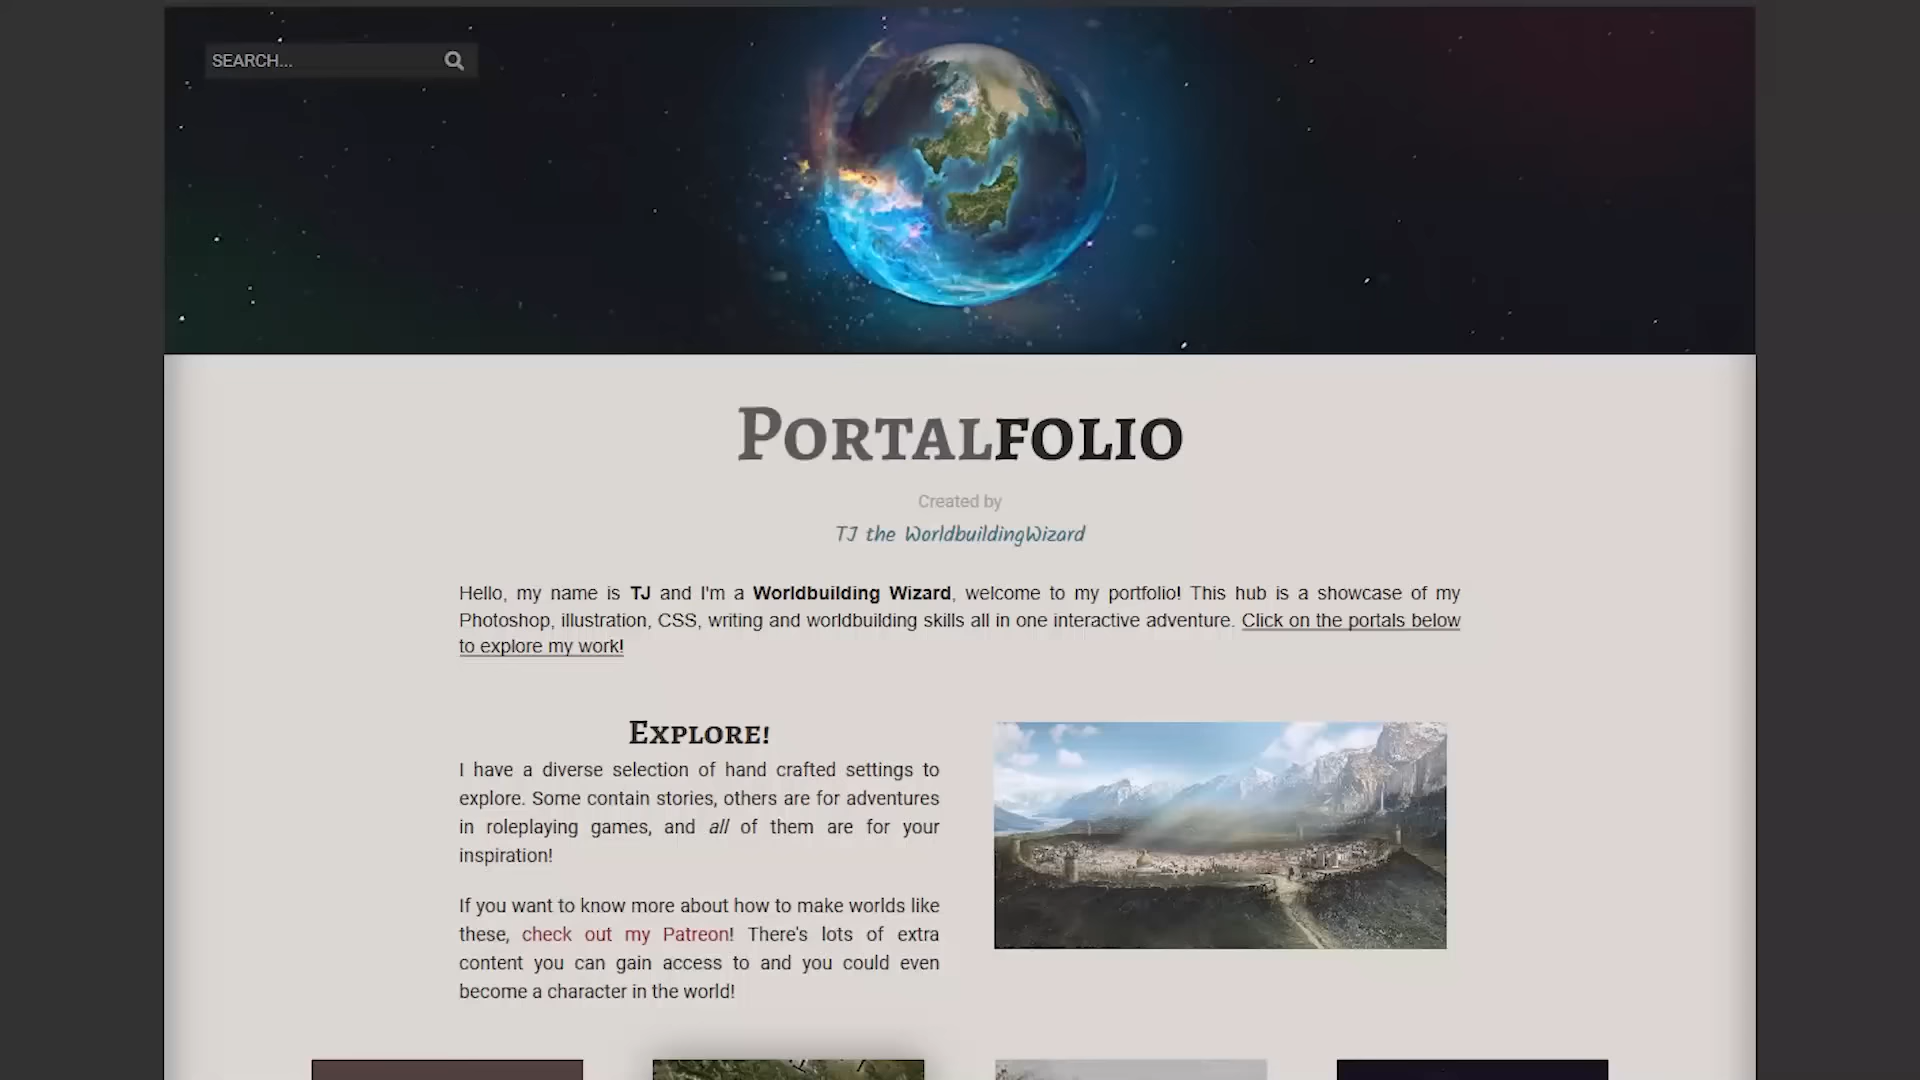 SEARCH...
PORTALFOLIO
Created by
TJ the WorldbuildingWizard
Hello, my name is TJ and I'm a Worldbuilding Wizard, welcome to my portfolio! This hub is a showcase of my
Photoshop, illustration, CSS, writing and worldbuilding skills all in one interactive adventure. Click on the portals below
to explore my work!
EXPLORE!
I have a diverse selection of hand crafted settings to
explore. Some contain stories, others are for adventures
in roleplaying games, and all of them are for your
inspiration!
If you want to know more about how to make worlds like
these, check out my Patreon! There's lots of extra
content you can gain access to and you could even
become a character in the world!